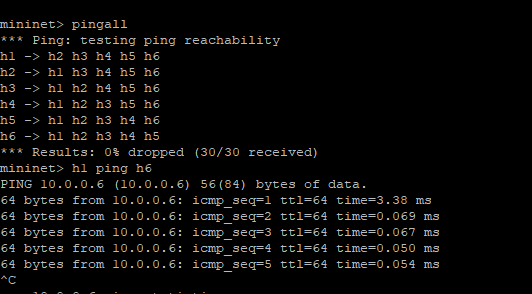 mininet> pingall
*** Ping: testing ping reachability
h1 -> h2 h3 h4 h5 h6
h2 -> h1 h3 h4 h5 h6
h3 -> h1 h2 h4 h5 h6
h4 -> h1 h2 h3 h5 h6
h5 -> h1 h2 h3 h4 h6
h6 -> h1 h2 h3 h4 h5
*** Results: 0% dropped (30/30 received)
mininet> h1 ping h6
PING 10.0.0.6 (10.0.0.6) 56(84) bytes of data.
64 bytes from 10.0.0.6: icmp_seq=1 ttl=64 time=3.38 ms
64 bytes from 10.0.0.6: icmp_seq=2 ttl=64 time=0.069 ms
64 bytes from 10.0.0.6: icmp_seq=3 ttl=64 time=0.067 ms
64 bytes from 10.0.0.6: icmp_seq=4 ttl=64 time=0.050 ms
64 bytes from 10.0.0.6: icmp_seq=5 ttl=64 time=0.054 ms
^C